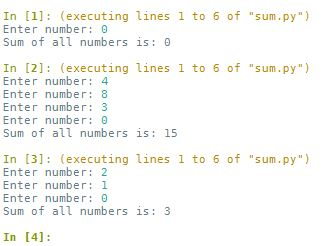 In [1]: (executing lines 1 to 6 of "sum.py")
Enter number: 0
Sum of all numbers is: 0
In [2]: (executing lines 1 to 6 of "sum.py")
Enter number: 4
Enter number: 8
Enter number: 3
Enter number: 0
Sum of all numbers is: 15
In [3]: (executing lines 1 to 6 of "sum.py")
Enter number: 2
Enter number: 1
Enter number: 0
Sum of all numbers is: 3
In [4]: